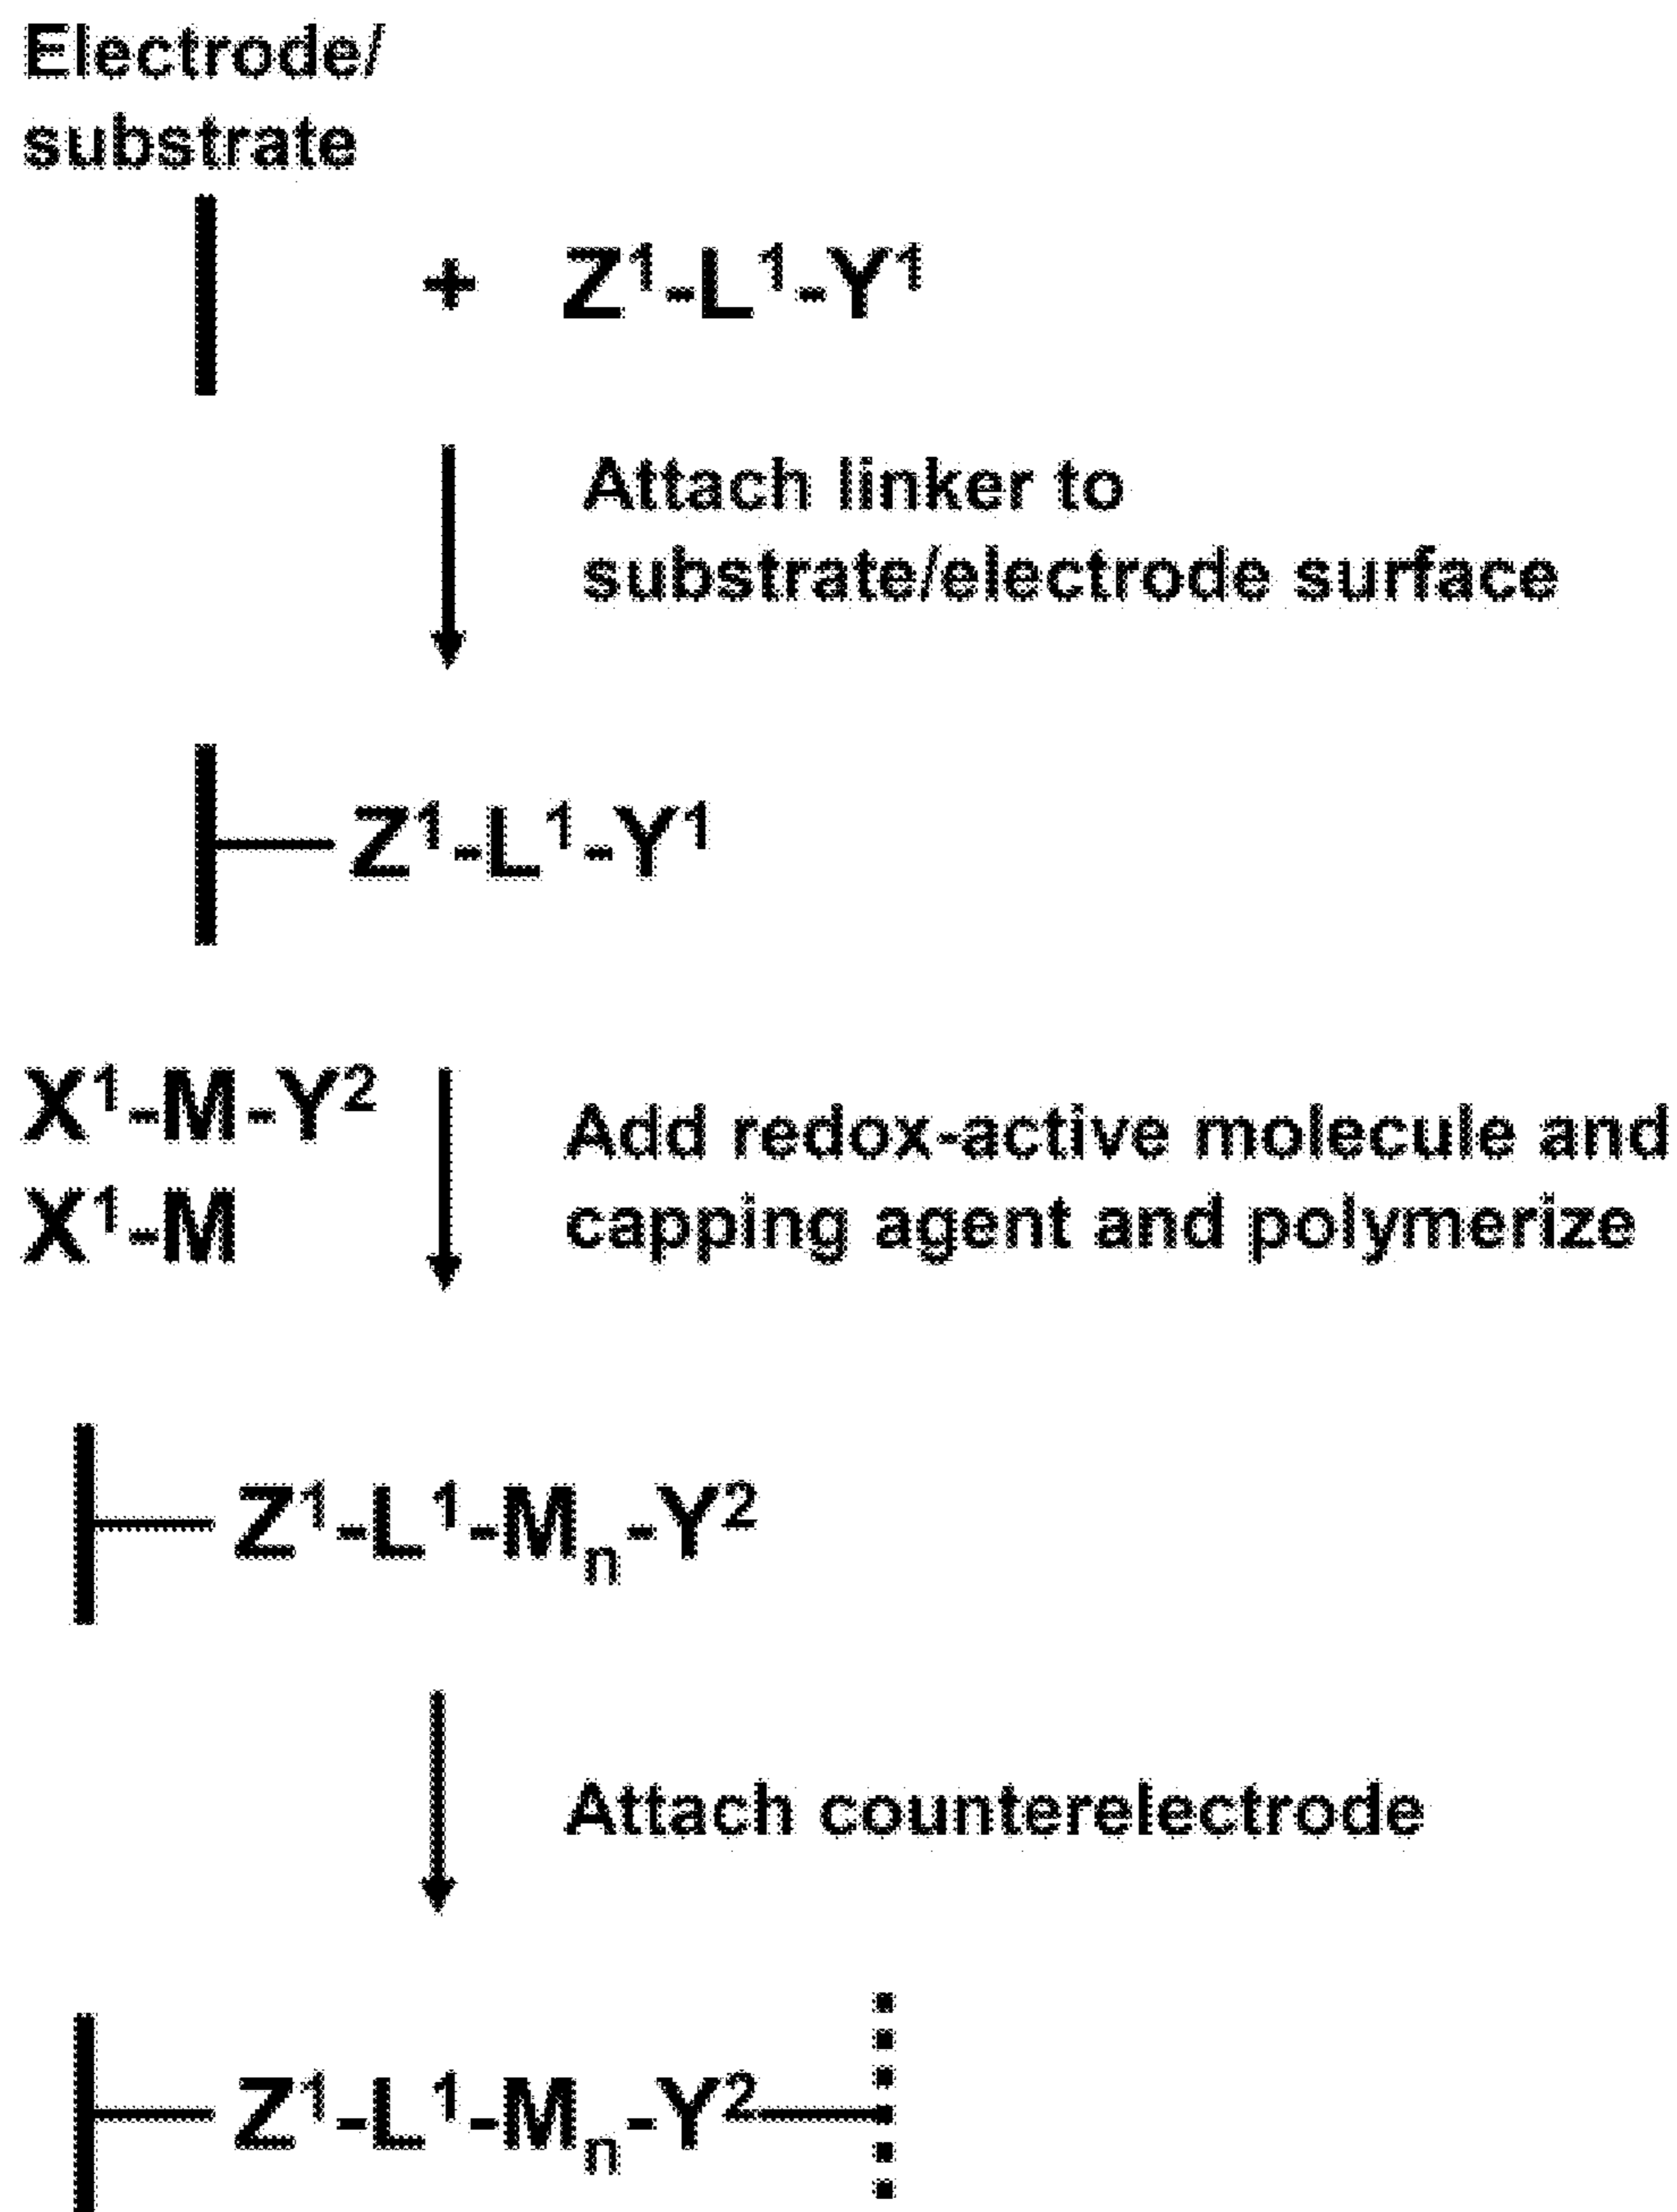 Electrode/
substrate
+ Z¹-L¹-Y¹
Attach linker to
substrate/electrode surface
Z¹-L¹-Y¹
X¹-M-Y²
X¹-M
Add redox-active molecule and
capping agent and polymerize
Z¹-L¹-Mₙ-Y²
Attach counterelectrode
Z¹-L¹-Mₙ-Y²